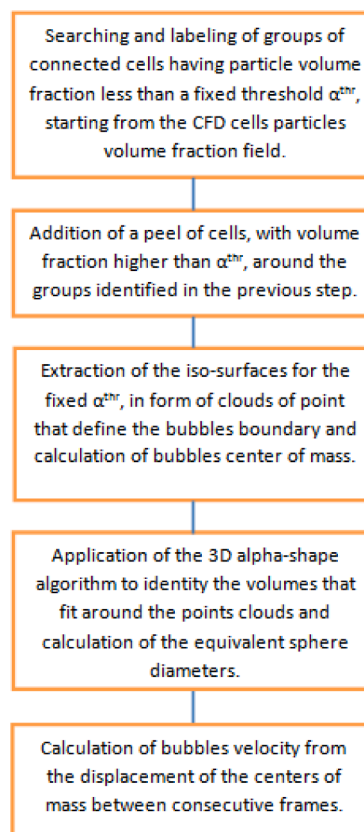 Searching and labeling of groups of
connected cells having particle volume
fraction less than a fixed threshold αᵗʰʳ,
starting from the CFD cells particles
volume fraction field.
Addition of a peel of cells, with volume
fraction higher than αᵗʰʳ, around the
groups identified in the previous step.
Extraction of the iso-surfaces for the
fixed αᵗʰʳ, in form of clouds of point
that define the bubbles boundary and
calculation of bubbles center of mass.
Application of the 3D alpha-shape
algorithm to identity the volumes that
fit around the points clouds and
calculation of the equivalent sphere
diameters.
Calculation of bubbles velocity from
the displacement of the centers of
mass between consecutive frames.